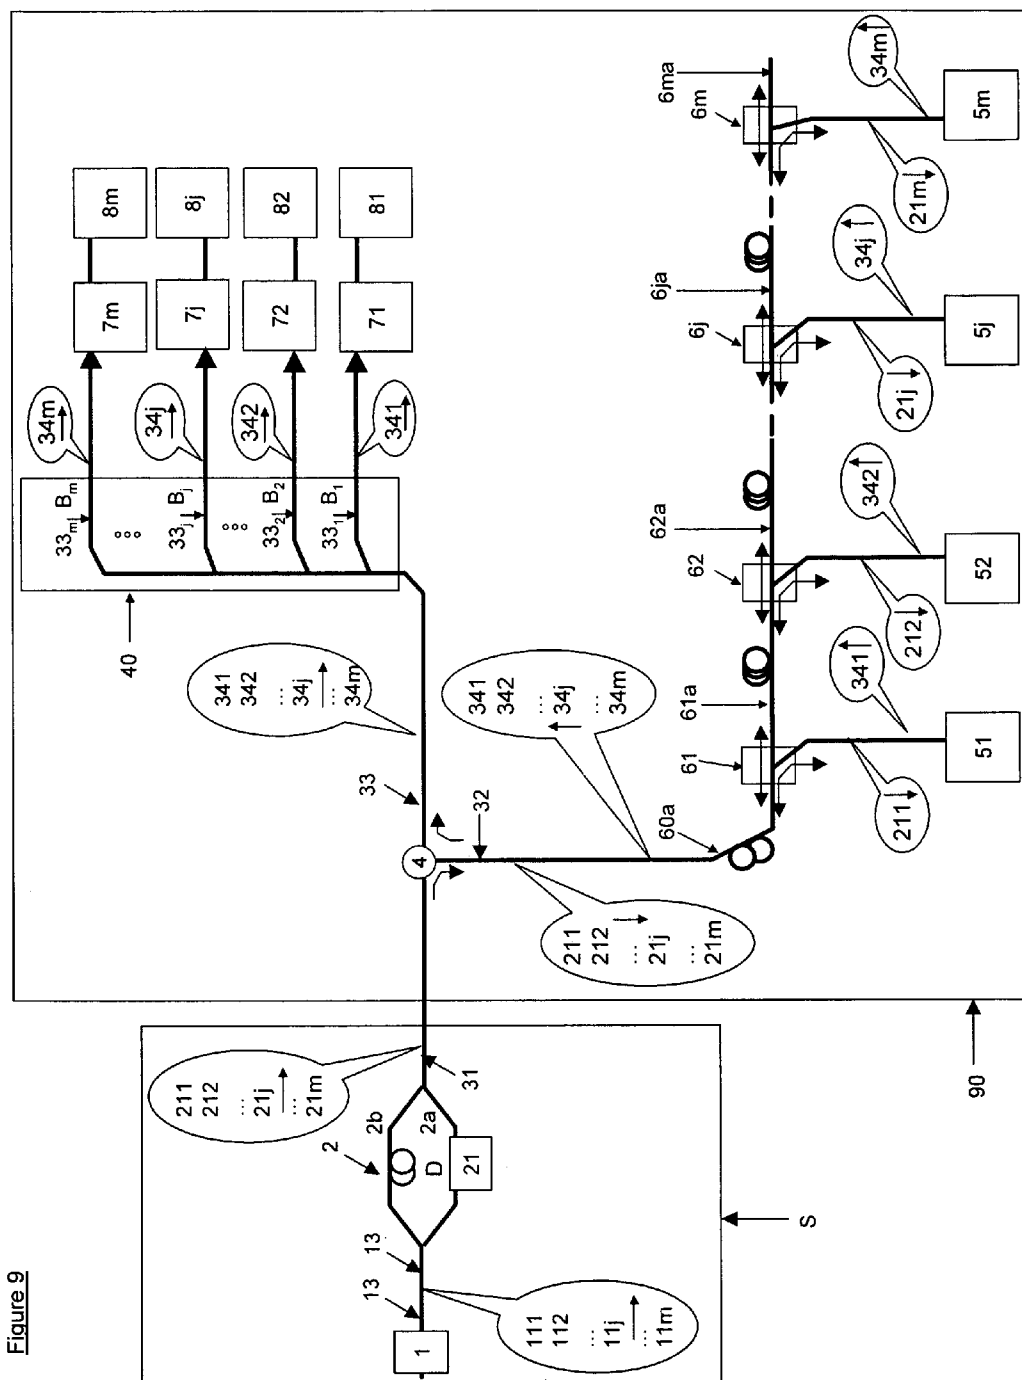 Figure 9
8m
8j
82
81
7m
7j
72
71
34m
34j
342
341
33m Bm
33j Bj
332 B2
331 B1
40
341
342
... 34j
... 34m
33
4
32
341
342
... 34j
... 34m
211
212
... 21j
... 21m
60a
61
61a
62
62a
6j
6ja
6m
6ma
211
341
212
342
21j
34j
21m
34m
51
52
5j
5m
90
211
212
... 21j
... 21m
31
2
2b
2a
D
21
13
13
1
111
112
... 11j
... 11m
S